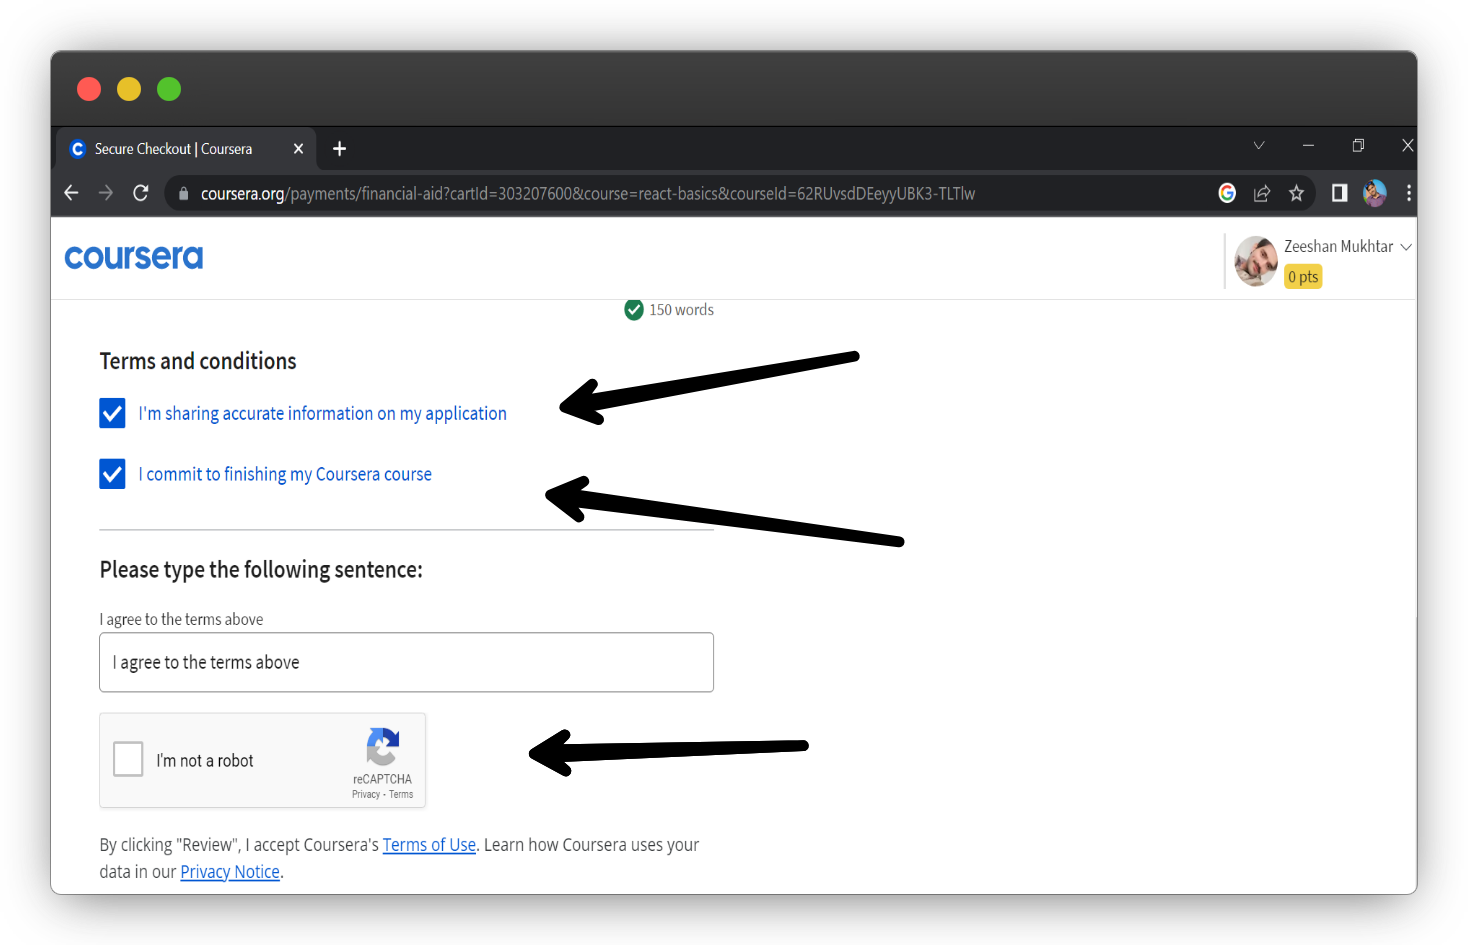 Secure Checkout | Coursera
coursera.org/payments/financial-aid?cartId=303207600&course=react-basics&courseId=62RUvsdDEeyyUBK3-TLTlw
coursera
Zeeshan Mukhtar
0 pts
150 words
Terms and conditions
I'm sharing accurate information on my application
I commit to finishing my Coursera course
Please type the following sentence:
I agree to the terms above
I agree to the terms above
I'm not a robot
reCAPTCHA
Privacy - Terms
By clicking "Review", I accept Coursera's Terms of Use. Learn how Coursera uses your
data in our Privacy Notice.